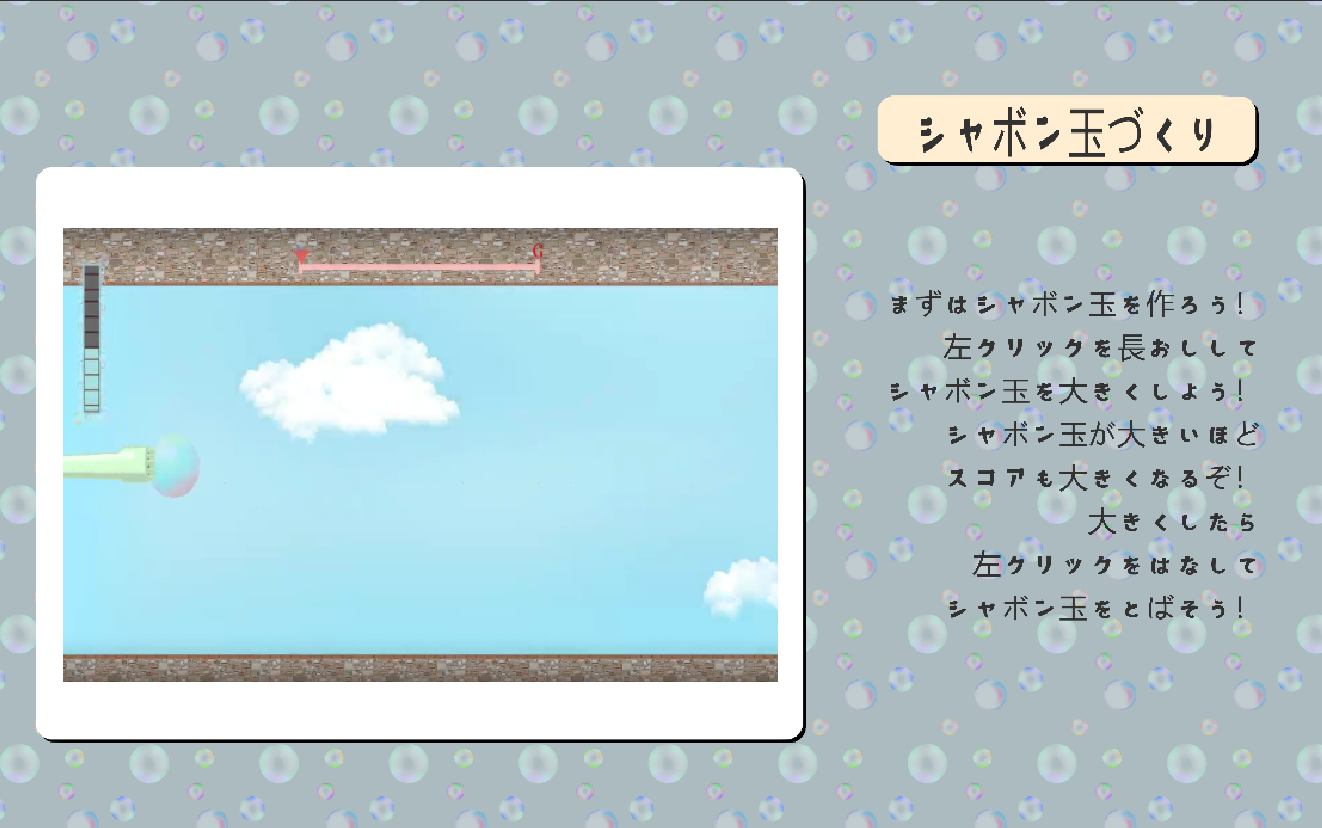 シャボン玉づくり
G
まずはシャボン玉を作ろう！
左クリックを長おしして
シャボン玉を大きくしよう！
シャボン玉が大きいほど
スコアも大きくなるぞ！
大きくしたら
左クリックをはなして
シャボン玉をとばそう！